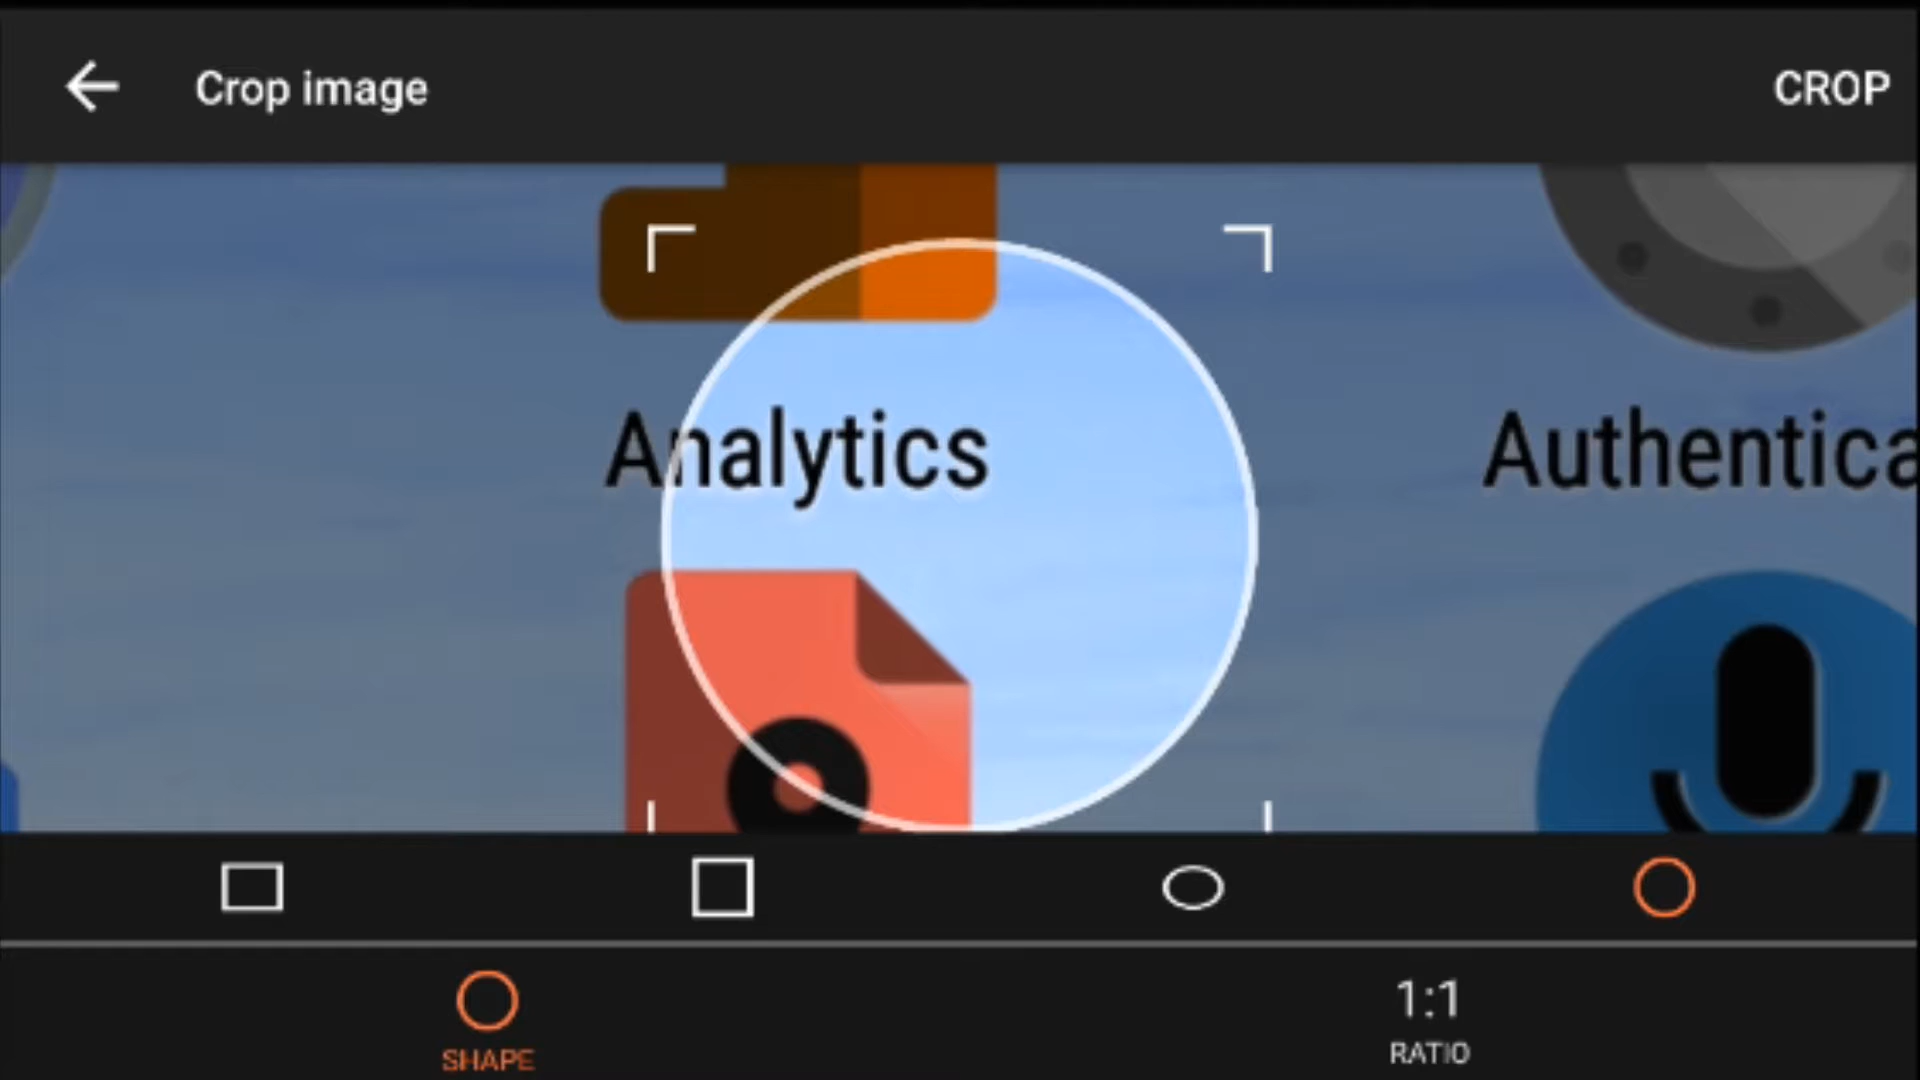 Crop image
CROP
Analytics
Authentica
1:1
SHAPE
RATIO